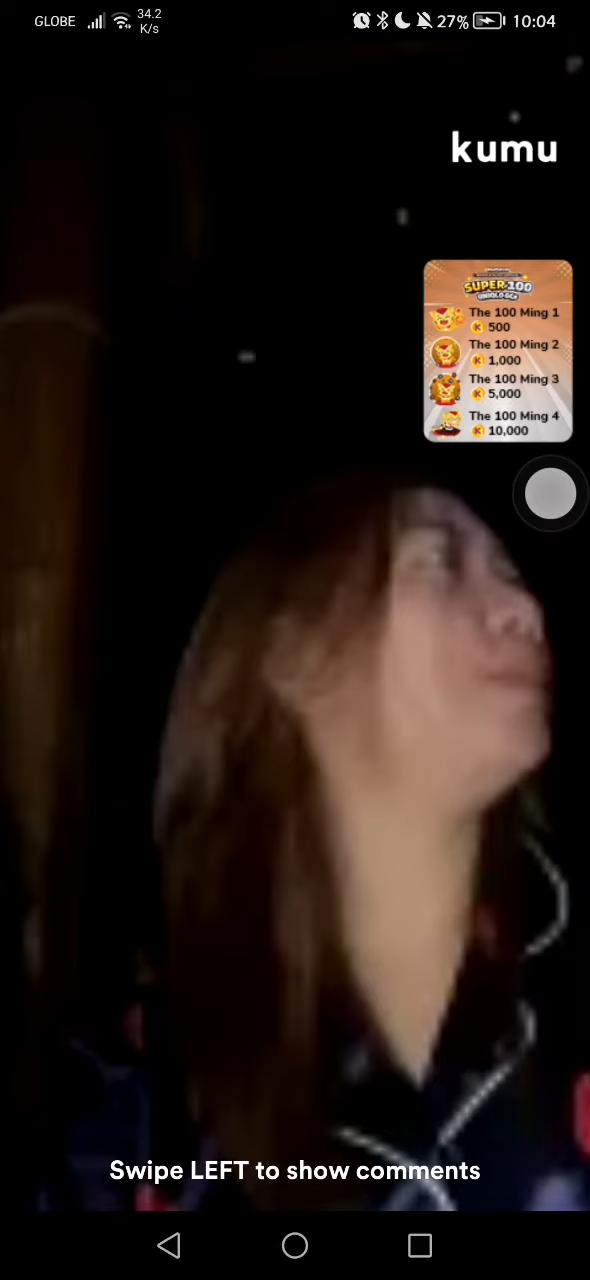 GLOBE 34.2 K/s 27% 10:04
kumu
SUPER 100
The 100 Ming 1
K 500
The 100 Ming 2
K 1,000
The 100 Ming 3
K 5,000
The 100 Ming 4
K 10,000
Swipe LEFT to show comments